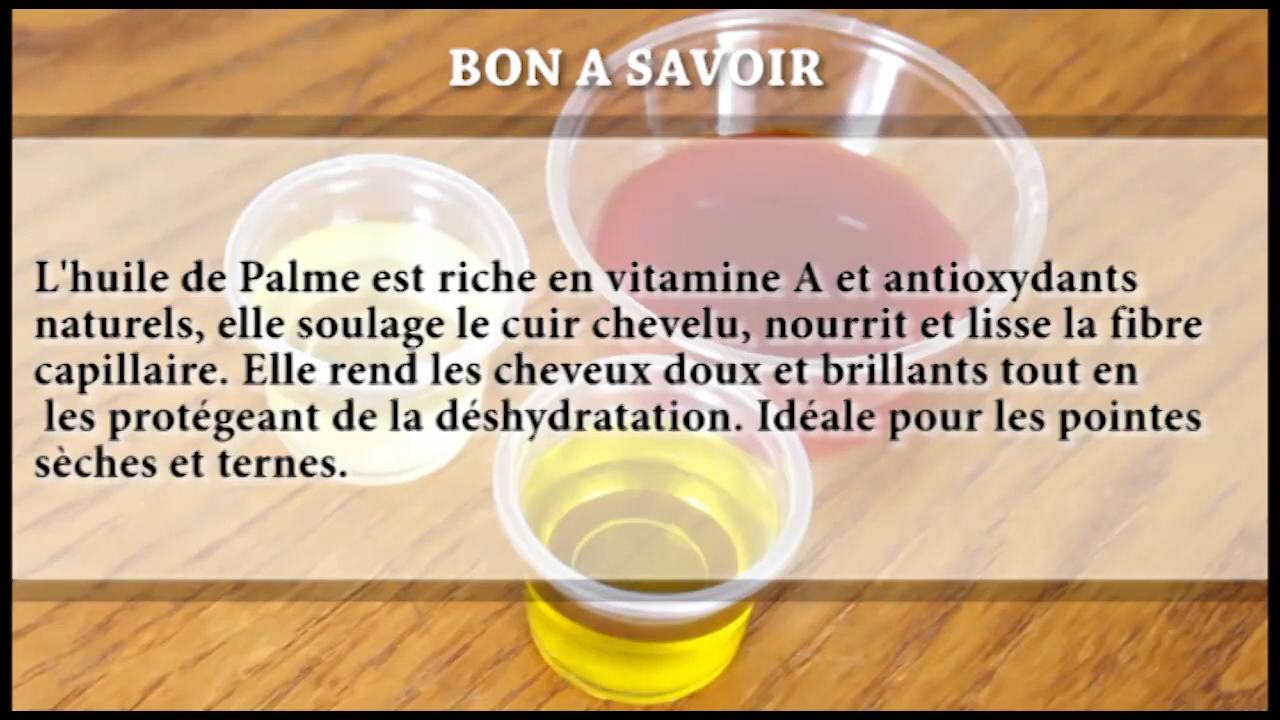 BON A SAVOIR
L'huile de Palme est riche en vitamine A et antioxydants
naturels, elle soulage le cuir chevelu, nourrit et lisse la fibre
capillaire. Elle rend les cheveux doux et brillants tout en
les protégeant de la déshydratation. Idéale pour les pointes
sèches et ternes.